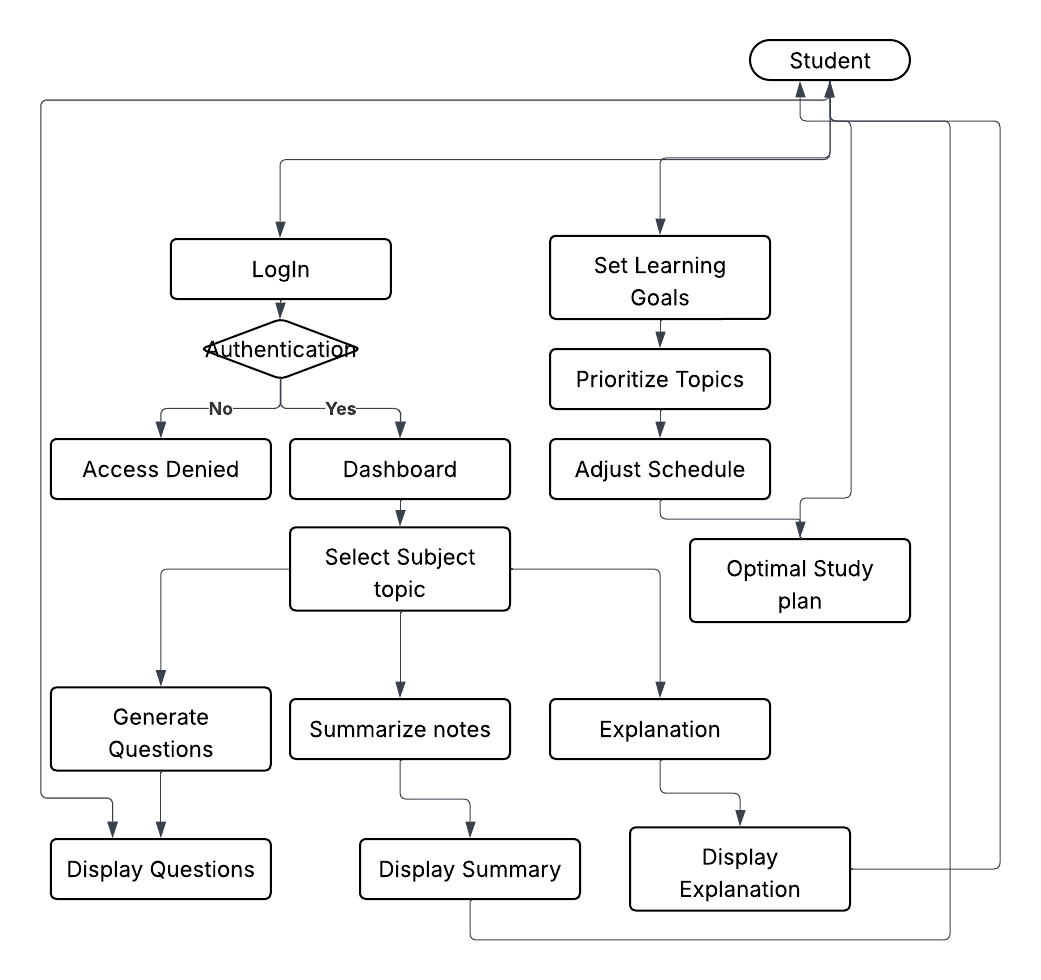 Student
LogIn
Set Learning
Goals
Authentication
Prioritize Topics
No
Yes
Access Denied
Dashboard
Adjust Schedule
Select Subject
topic
Optimal Study
plan
Generate
Questions
Summarize notes
Explanation
Display Questions
Display Summary
Display
Explanation